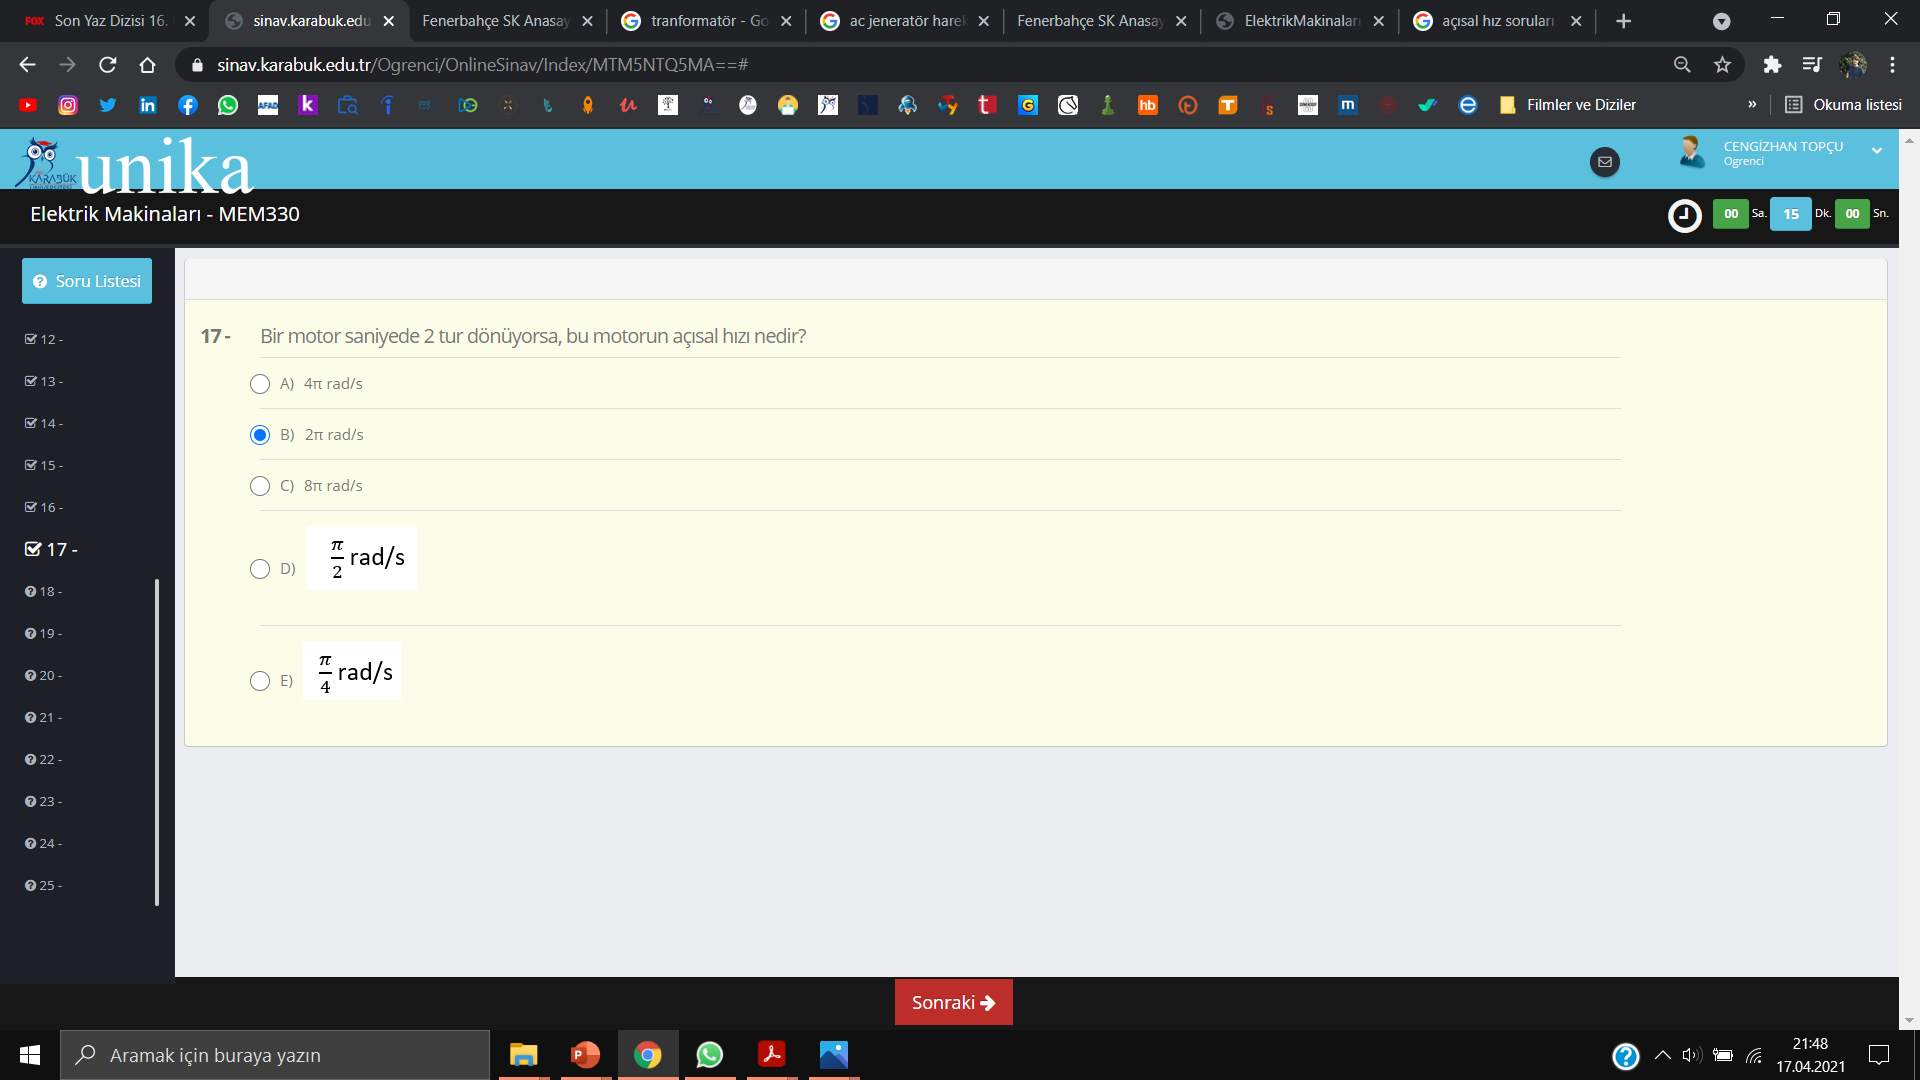 FOX Son Yaz Dizisi 16.
sinav.karabuk.edu
Fenerbahçe SK Anasay
tranformatör - Go
ac jeneratör harek
Fenerbahçe SK Anasay
ElektrikMakinaları
açısal hız soruları
sinav.karabuk.edu.tr/Ogrenci/OnlineSinav/Index/MTM5NTQ5MA==#
AFAD
k
hb
m
Filmler ve Diziler
»
Okuma listesi
KARABÜK
unika
CENGİZHAN TOPÇU
Ogrenci
Elektrik Makinaları - MEM330
00 Sa. 15 Dk. 00 Sn.
Soru Listesi
12 -
13 -
14 -
15 -
16 -
17 -
18 -
19 -
20 -
21 -
22 -
23 -
24 -
25 -
17 - Bir motor saniyede 2 tur dönüyorsa, bu motorun açısal hızı nedir?
A) 4π rad/s
B) 2π rad/s
C) 8π rad/s
D) π/2 rad/s
E) π/4 rad/s
Sonraki
Aramak için buraya yazın
21:48
17.04.2021